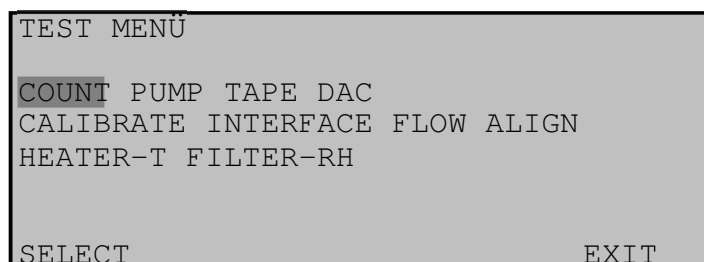 TEST MENÜ
COUNT PUMP TAPE DAC
CALIBRATE INTERFACE FLOW ALIGN
HEATER-T FILTER-RH
SELECT EXIT